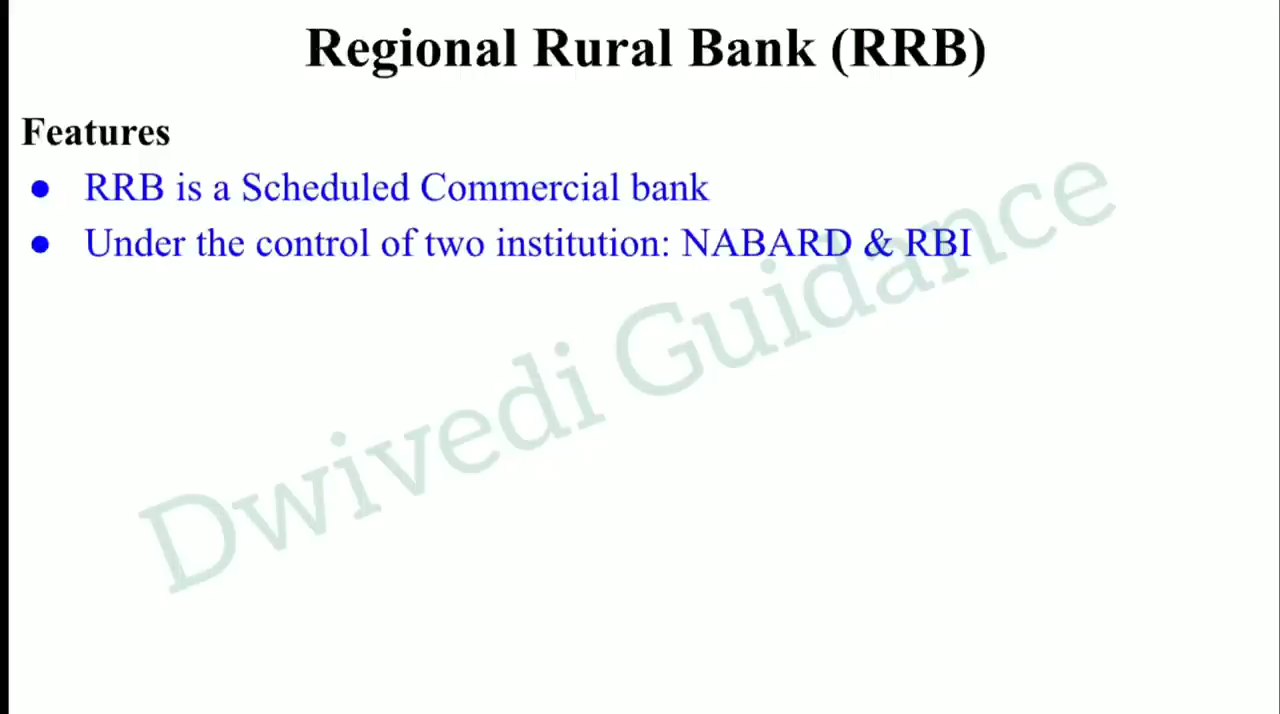 Regional Rural Bank (RRB)
Features
● RRB is a Scheduled Commercial bank
● Under the control of two institution: NABARD & RBI
Dwivedi Guidance